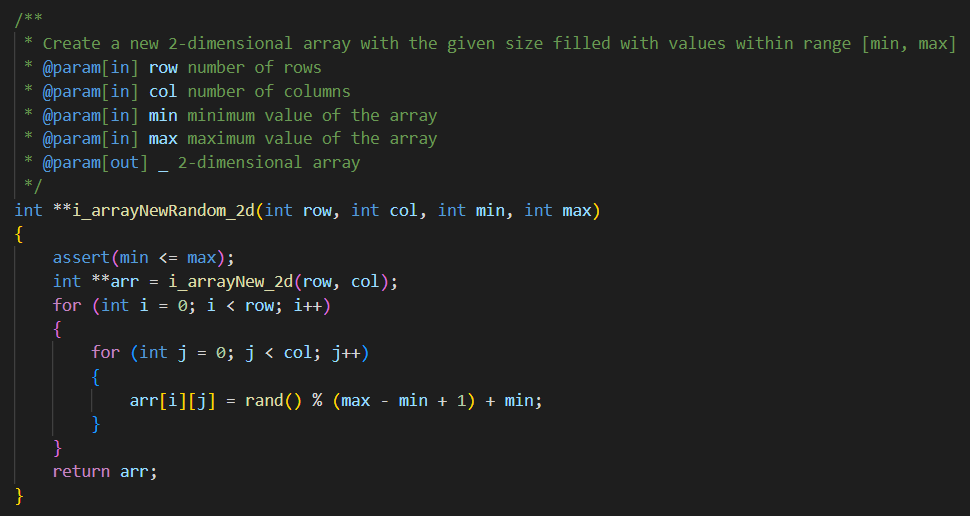 /**
 * Create a new 2-dimensional array with the given size filled with values within range [min, max]
 * @param[in] row number of rows
 * @param[in] col number of columns
 * @param[in] min minimum value of the array
 * @param[in] max maximum value of the array
 * @param[out] _ 2-dimensional array
 */
int **i_arrayNewRandom_2d(int row, int col, int min, int max)
{
    assert(min <= max);
    int **arr = i_arrayNew_2d(row, col);
    for (int i = 0; i < row; i++)
    {
        for (int j = 0; j < col; j++)
        {
            arr[i][j] = rand() % (max - min + 1) + min;
        }
    }
    return arr;
}